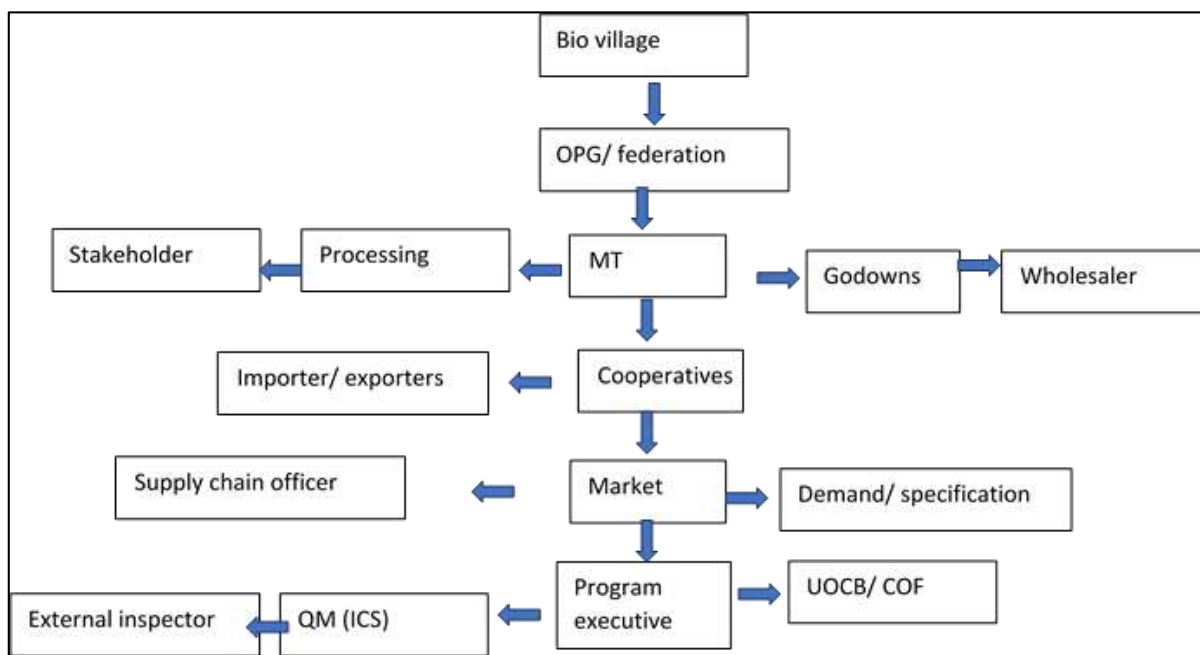 Bio village
OPG/ federation
Stakeholder
Processing
MT
Godowns
Wholesaler
Importer/ exporters
Cooperatives
Supply chain officer
Market
Demand/ specification
Program
executive
UOCB/ COF
External inspector
QM (ICS)